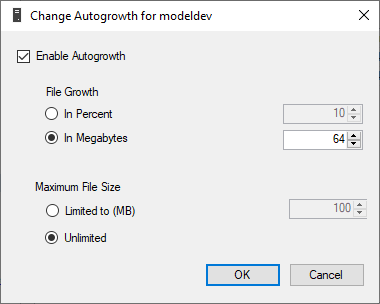 Change Autogrowth for modeldev
Enable Autogrowth
File Growth
In Percent 10
In Megabytes 64
Maximum File Size
Limited to (MB) 100
Unlimited
OK Cancel